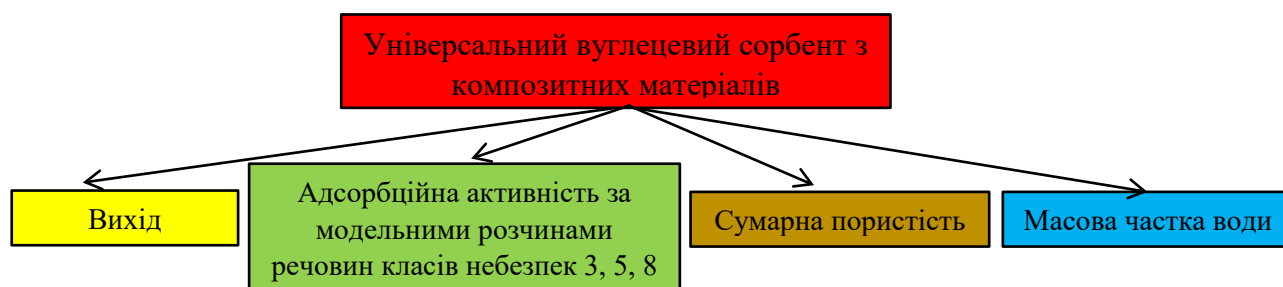 Універсальний вуглецевий сорбент з
композитних матеріалів
Вихід
Адсорбційна активність за
модельними розчинами
речовин класів небезпек 3, 5, 8
Сумарна пористість
Масова частка води